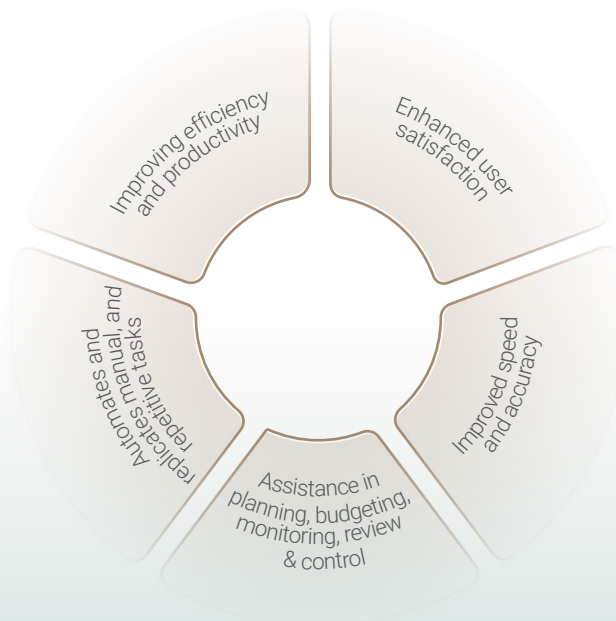 Improving efficiency
and productivity
Enhanced user
satisfaction
Improved speed
and accuracy
Assistance in
planning, budgeting,
monitoring, review
& control
Automates and
replicates manual, and
repetitive tasks